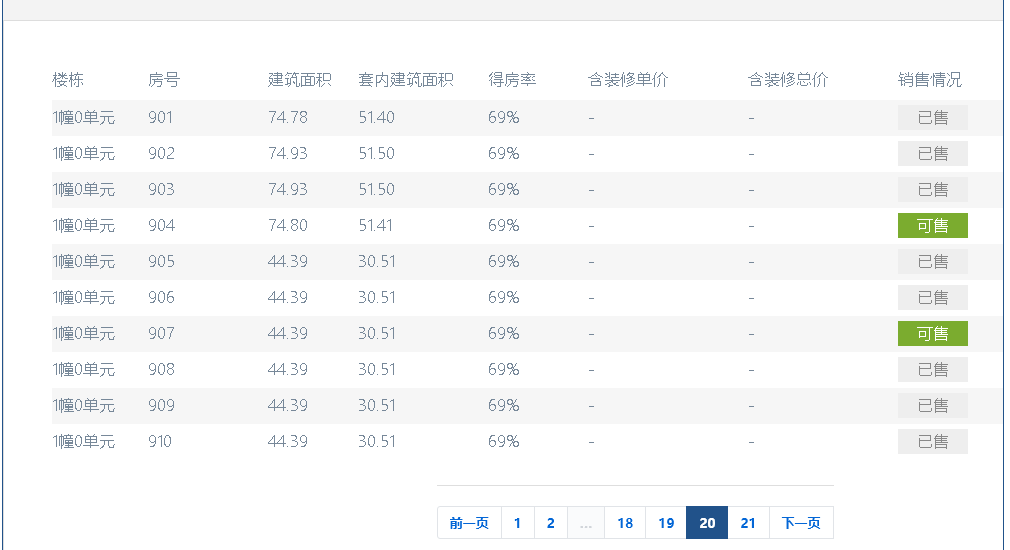 楼栋 房号 建筑面积 套内建筑面积 得房率 含装修单价 含装修总价 销售情况
1幢0单元 901 74.78 51.40 69% - - 已售
1幢0单元 902 74.93 51.50 69% - - 已售
1幢0单元 903 74.93 51.50 69% - - 已售
1幢0单元 904 74.80 51.41 69% - - 可售
1幢0单元 905 44.39 30.51 69% - - 已售
1幢0单元 906 44.39 30.51 69% - - 已售
1幢0单元 907 44.39 30.51 69% - - 可售
1幢0单元 908 44.39 30.51 69% - - 已售
1幢0单元 909 44.39 30.51 69% - - 已售
1幢0单元 910 44.39 30.51 69% - - 已售
前一页 1 2 ... 18 19 20 21 下一页